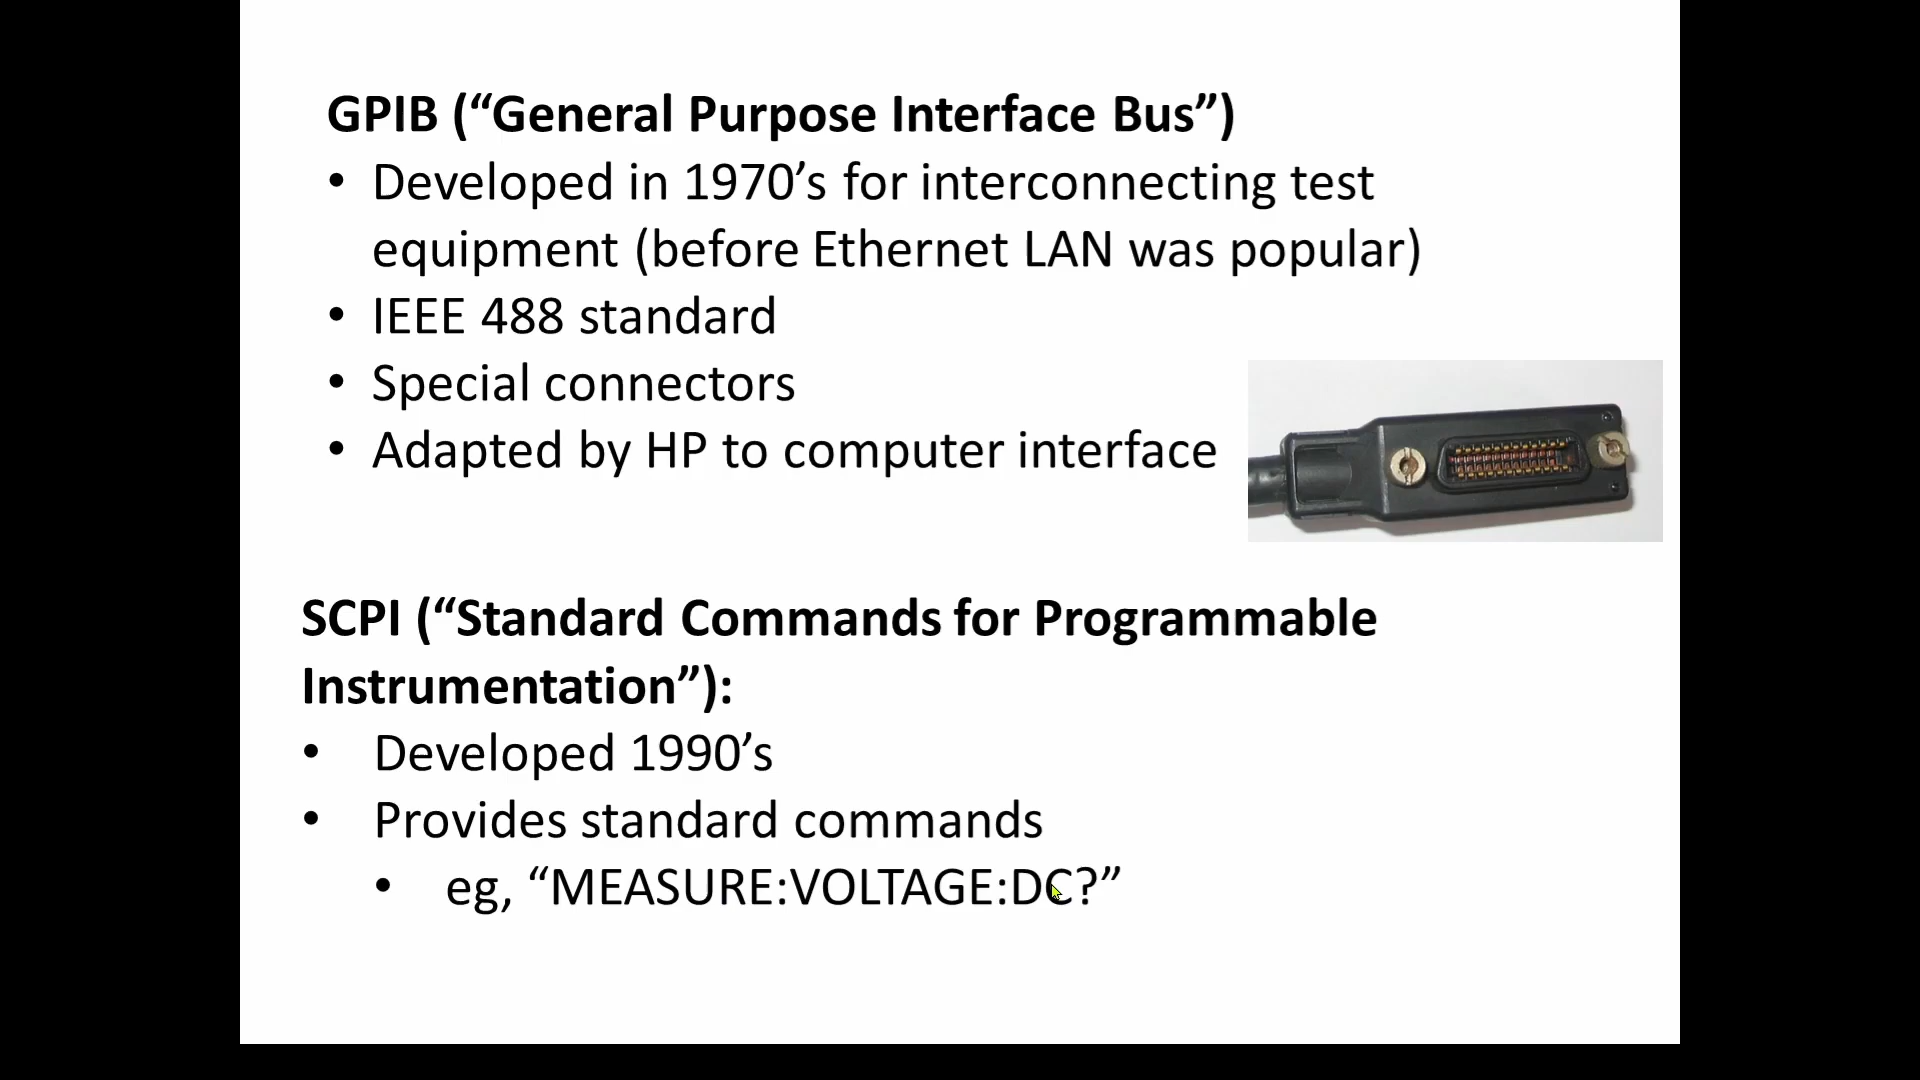 GPIB (“General Purpose Interface Bus”)
• Developed in 1970’s for interconnecting test
equipment (before Ethernet LAN was popular)
• IEEE 488 standard
• Special connectors
• Adapted by HP to computer interface
SCPI (“Standard Commands for Programmable
Instrumentation”):
• Developed 1990’s
• Provides standard commands
• eg, “MEASURE:VOLTAGE:DC?”